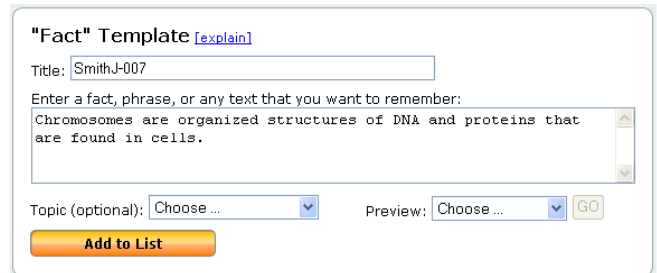 "Fact" Template [explain]
Title: SmithJ-007
Enter a fact, phrase, or any text that you want to remember:
Chromosomes are organized structures of DNA and proteins that
are found in cells.
Topic (optional): Choose ... Preview: Choose ... GO
Add to List